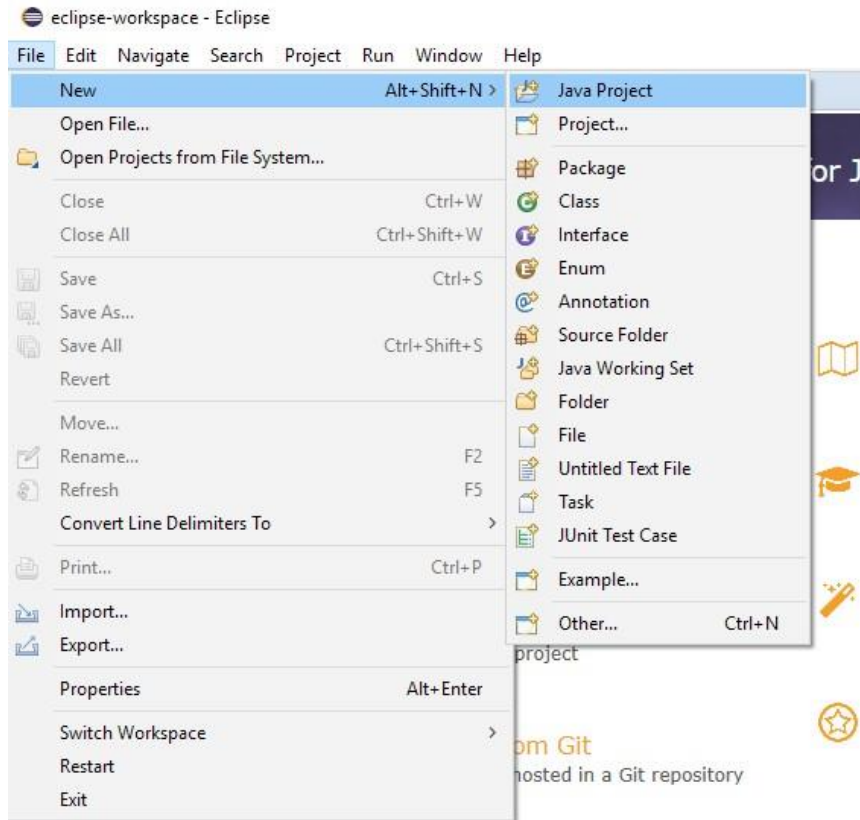 eclipse-workspace - Eclipse
File Edit Navigate Search Project Run Window Help
New Alt+Shift+N >
Open File...
Open Projects from File System...
Close Ctrl+W
Close All Ctrl+Shift+W
Save Ctrl+S
Save As...
Save All Ctrl+Shift+S
Revert
Move...
Rename... F2
Refresh F5
Convert Line Delimiters To >
Print... Ctrl+P
Import...
Export...
Properties Alt+Enter
Switch Workspace >
Restart
Exit
Java Project
Project...
Package
Class
Interface
Enum
Annotation
Source Folder
Java Working Set
Folder
File
Untitled Text File
Task
JUnit Test Case
Example...
Other... Ctrl+N
or J
project
om Git
hosted in a Git repository